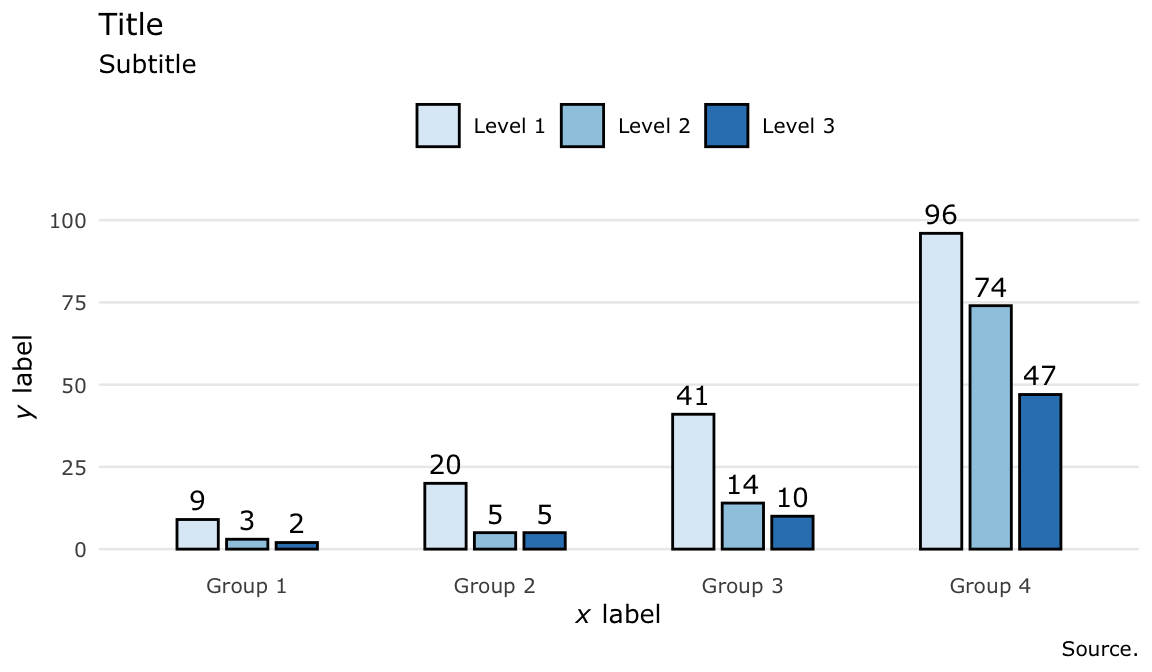 Title
Subtitle
Level 1 Level 2 Level 3
100
75
50
25
0
y label
9 3 2
20 5 5
41 14 10
96 74 47
Group 1 Group 2 Group 3 Group 4
x label
Source.